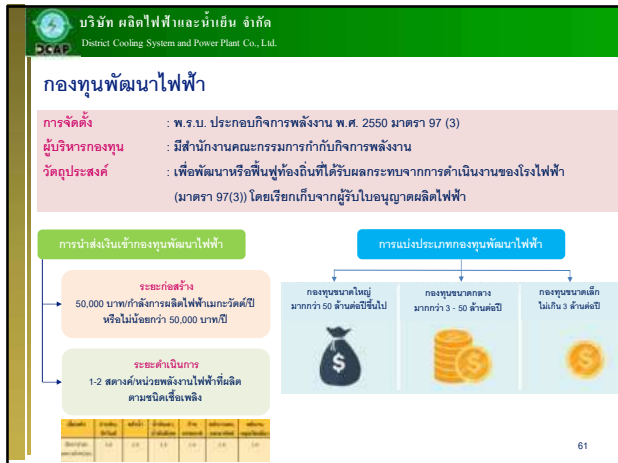 บริษัท ผลิตไฟฟ้าและน้ำเย็น จำกัด
District Cooling System and Power Plant Co., Ltd.
DCAP
กองทุนพัฒนาไฟฟ้า
การจัดตั้ง : พ.ร.บ. ประกอบกิจการพลังงาน พ.ศ. 2550 มาตรา 97 (3)
ผู้บริหารกองทุน : มีสำนักงานคณะกรรมการกำกับกิจการพลังงาน
วัตถุประสงค์ : เพื่อพัฒนาหรือฟื้นฟูท้องถิ่นที่ได้รับผลกระทบจากการดำเนินงานของโรงไฟฟ้า
(มาตรา 97(3)) โดยเรียกเก็บจากผู้รับใบอนุญาตผลิตไฟฟ้า
การนำส่งเงินเข้ากองทุนพัฒนาไฟฟ้า
ระยะก่อสร้าง
50,000 บาท/กำลังการผลิตไฟฟ้าเมกะวัตต์/ปี
หรือไม่น้อยกว่า 50,000 บาท/ปี
ระยะดำเนินการ
1-2 สตางค์/หน่วยพลังงานไฟฟ้าที่ผลิต
ตามชนิดเชื้อเพลิง
การแบ่งประเภทกองทุนพัฒนาไฟฟ้า
กองทุนขนาดใหญ่
มากกว่า 50 ล้านต่อปีขึ้นไป
กองทุนขนาดกลาง
มากกว่า 3 - 50 ล้านต่อปี
กองทุนขนาดเล็ก
ไม่เกิน 3 ล้านต่อปี
61